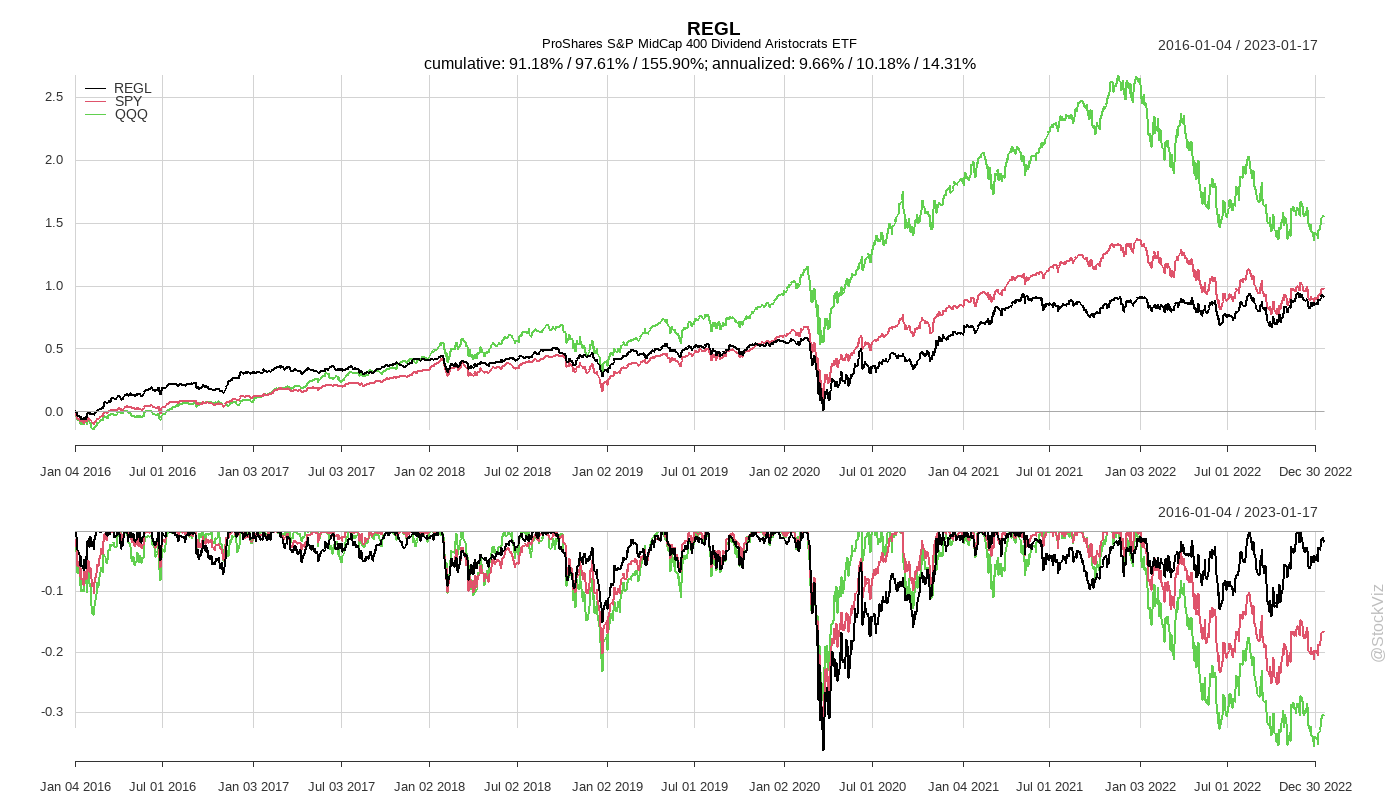 REGL
ProShares S&P MidCap 400 Dividend Aristocrats ETF
2016-01-04 / 2023-01-17
cumulative: 91.18% / 97.61% / 155.90%; annualized: 9.66% / 10.18% / 14.31%
REGL
SPY
QQQ
2.5
2.0
1.5
1.0
0.5
0.0
Jan 04 2016 Jul 01 2016 Jan 03 2017 Jul 03 2017 Jan 02 2018 Jul 02 2018 Jan 02 2019 Jul 01 2019 Jan 02 2020 Jul 01 2020 Jan 04 2021 Jul 01 2021 Jan 03 2022 Jul 01 2022 Dec 30 2022
2016-01-04 / 2023-01-17
-0.1
-0.2
-0.3
Jan 04 2016 Jul 01 2016 Jan 03 2017 Jul 03 2017 Jan 02 2018 Jul 02 2018 Jan 02 2019 Jul 01 2019 Jan 02 2020 Jul 01 2020 Jan 04 2021 Jul 01 2021 Jan 03 2022 Jul 01 2022 Dec 30 2022
@StockViz